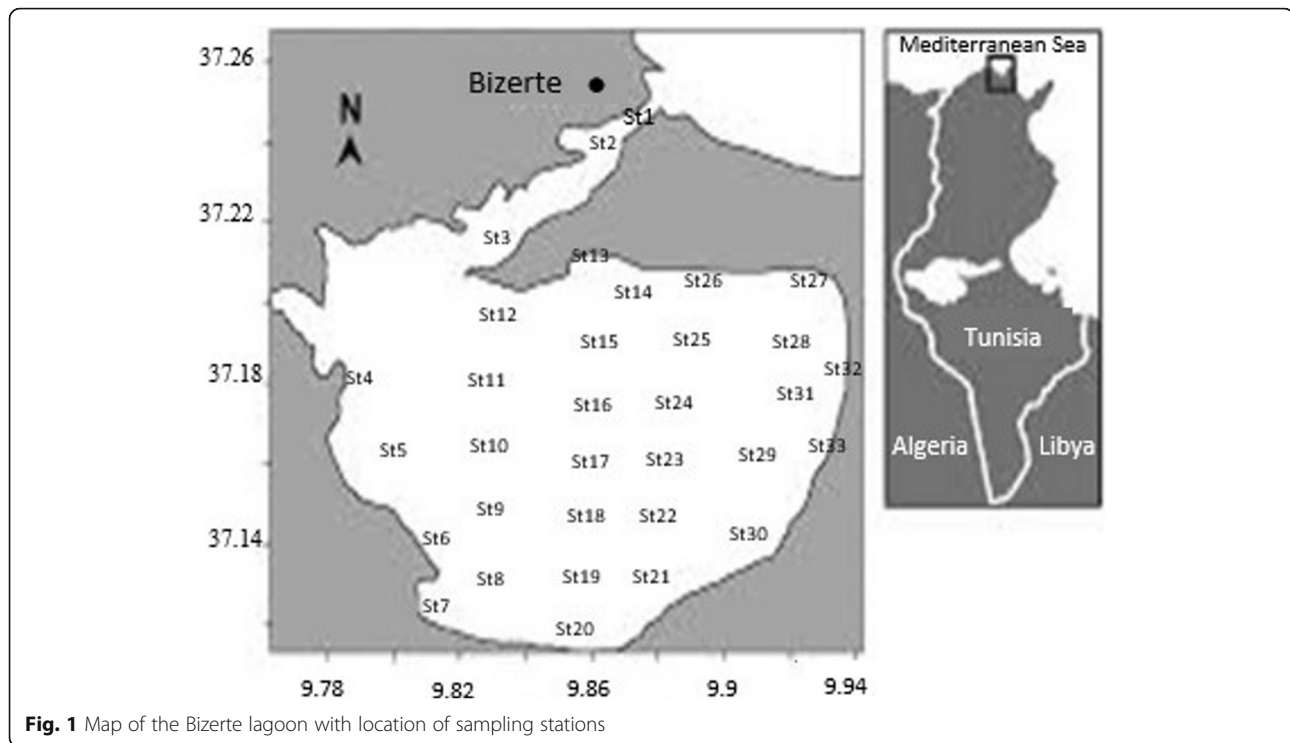 37.26
37.22
37.18
37.14
N
Bizerte
St1
St2
St3
St13
St14
St26
St27
St12
St15
St25
St28
St32
St4
St11
St16
St24
St31
St5
St10
St17
St23
St29
St33
St9
St18
St22
St30
St6
St8
St19
St21
St7
St20
9.78
9.82
9.86
9.9
9.94
Mediterranean Sea
Tunisia
Algeria
Libya
Fig. 1 Map of the Bizerte lagoon with location of sampling stations